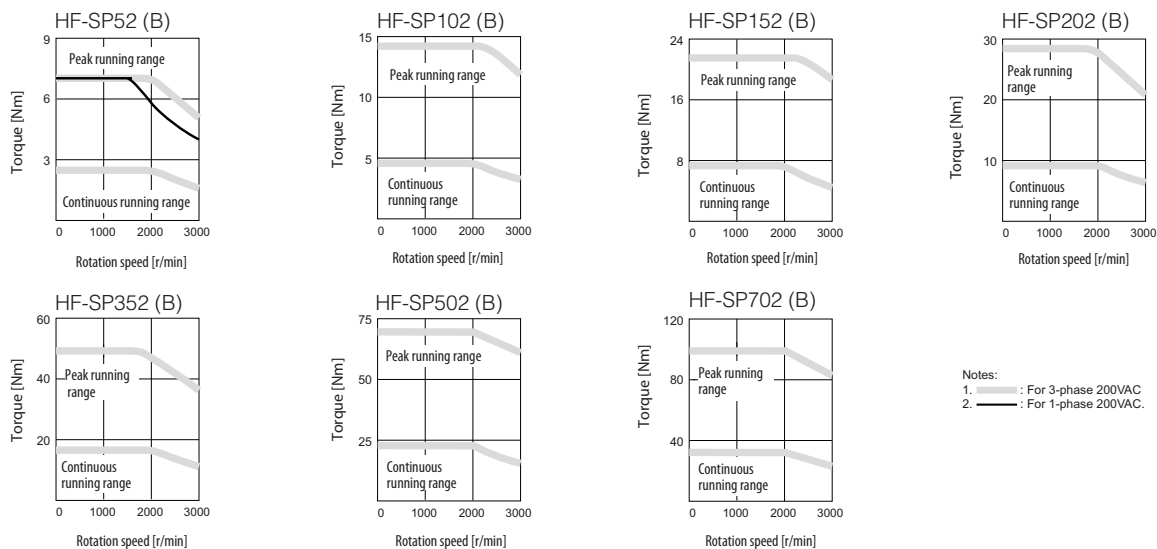 HF-SP52 (B)
9
6
3
Torque [Nm]
Peak running range
Continuous running range
0 1000 2000 3000
Rotation speed [r/min]
HF-SP102 (B)
15
10
5
Torque [Nm]
Peak running range
Continuous
running range
0 1000 2000 3000
Rotation speed [r/min]
HF-SP152 (B)
24
16
8
Torque [Nm]
Peak running range
Continuous
running range
0 1000 2000 3000
Rotation speed [r/min]
HF-SP202 (B)
30
20
10
Torque [Nm]
Peak running
range
Continuous
running range
0 1000 2000 3000
Rotation speed [r/min]
HF-SP352 (B)
60
40
20
Torque [Nm]
Peak running
range
Continuous
running range
0 1000 2000 3000
Rotation speed [r/min]
HF-SP502 (B)
75
50
25
Torque [Nm]
Peak running range
Continuous
running range
0 1000 2000 3000
Rotation speed [r/min]
HF-SP702 (B)
120
80
40
Torque [Nm]
Peak running
range
Continuous
running range
0 1000 2000 3000
Rotation speed [r/min]
Notes:
1. : For 3-phase 200VAC
2. : For 1-phase 200VAC.